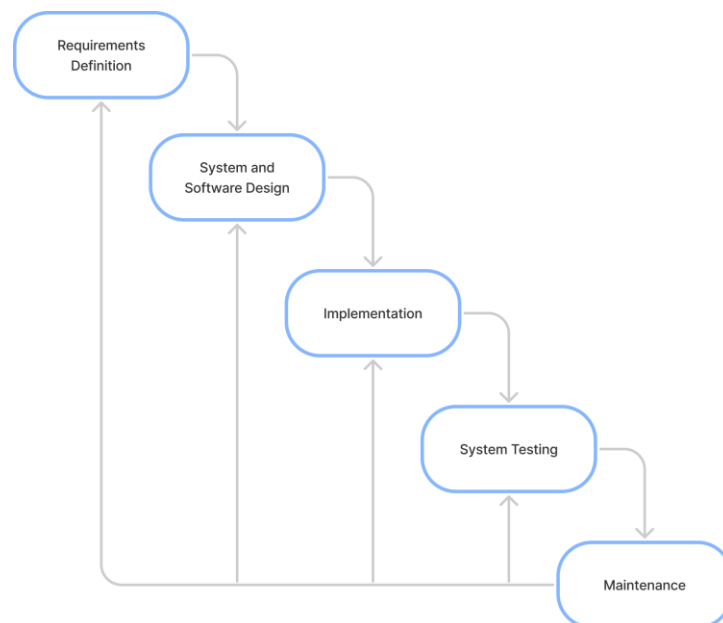 Requirements
Definition
System and
Software Design
Implementation
System Testing
Maintenance